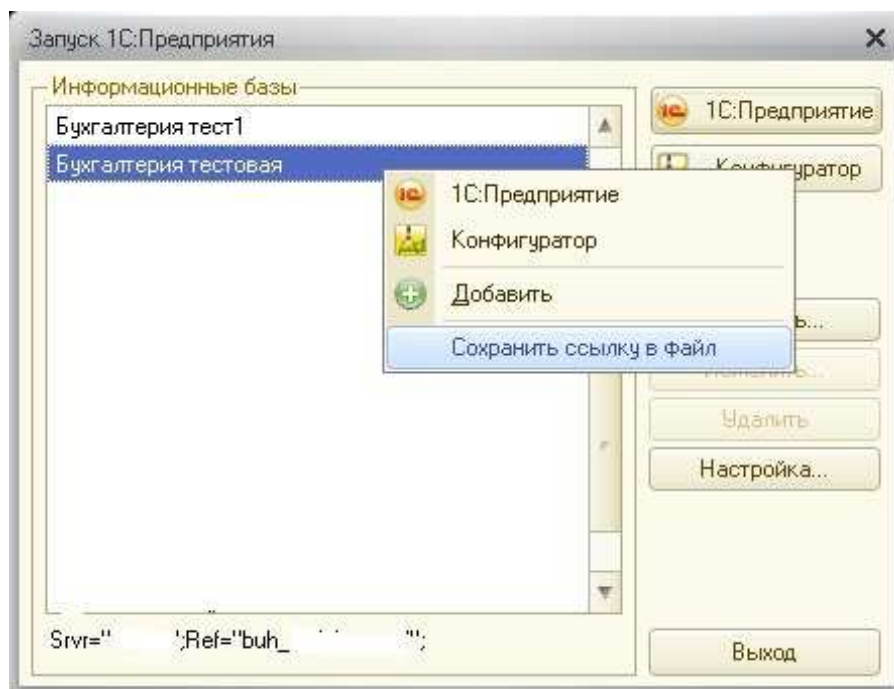 Запуск 1С:Предприятия
Информационные базы
Бухгалтерия тест1
Бухгалтерия тестовая
1С:Предприятие
Конфигуратор
1С:Предприятие
Конфигуратор
Добавить
Сохранить ссылку в файл
Удалить
Настройка...
Srvr="
";Ref="buh_
"";
Выход